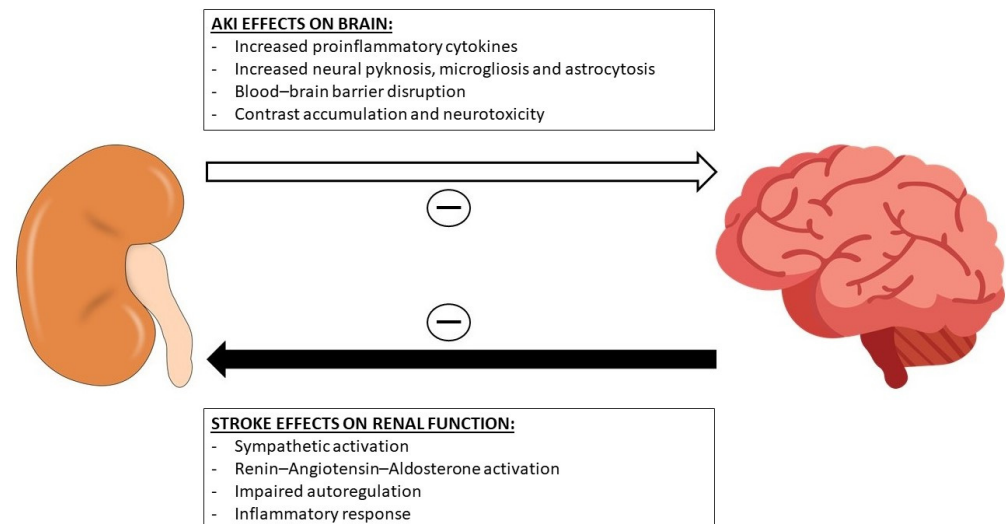 AKI EFFECTS ON BRAIN:
- Increased proinflammatory cytokines
- Increased neural pyknosis, microgliosis and astrocytosis
- Blood–brain barrier disruption
- Contrast accumulation and neurotoxicity
STROKE EFFECTS ON RENAL FUNCTION:
- Sympathetic activation
- Renin–Angiotensin–Aldosterone activation
- Impaired autoregulation
- Inflammatory response